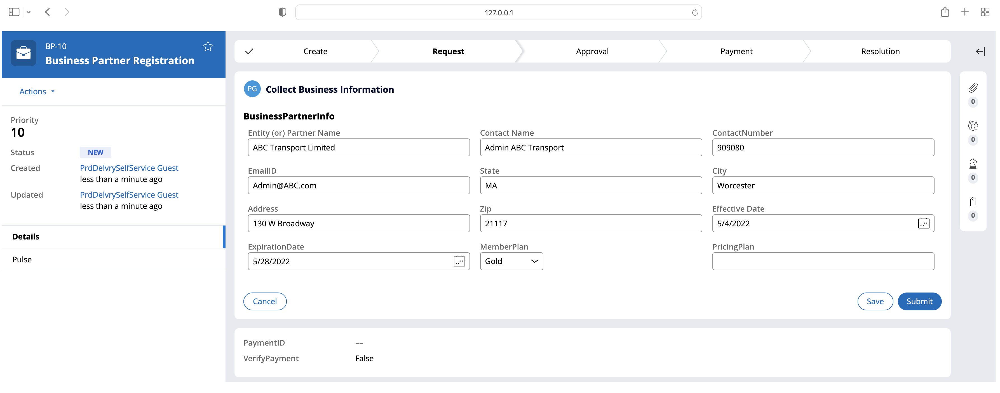 127.0.0.1
BP-10
Business Partner Registration
Actions
Priority
10
Status NEW
Created PrdDelvrySelfService Guest
less than a minute ago
Updated PrdDelvrySelfService Guest
less than a minute ago
Details
Pulse
Create Request Approval Payment Resolution
PG Collect Business Information
BusinessPartnerInfo
Entity (or) Partner Name Contact Name ContactNumber
ABC Transport Limited Admin ABC Transport 909080
EmailID State City
Admin@ABC.com MA Worcester
Address Zip Effective Date
130 W Broadway 21117 5/4/2022
ExpirationDate MemberPlan PricingPlan
5/28/2022 Gold
Cancel Save Submit
PaymentID ––
VerifyPayment False
0
0
0
0